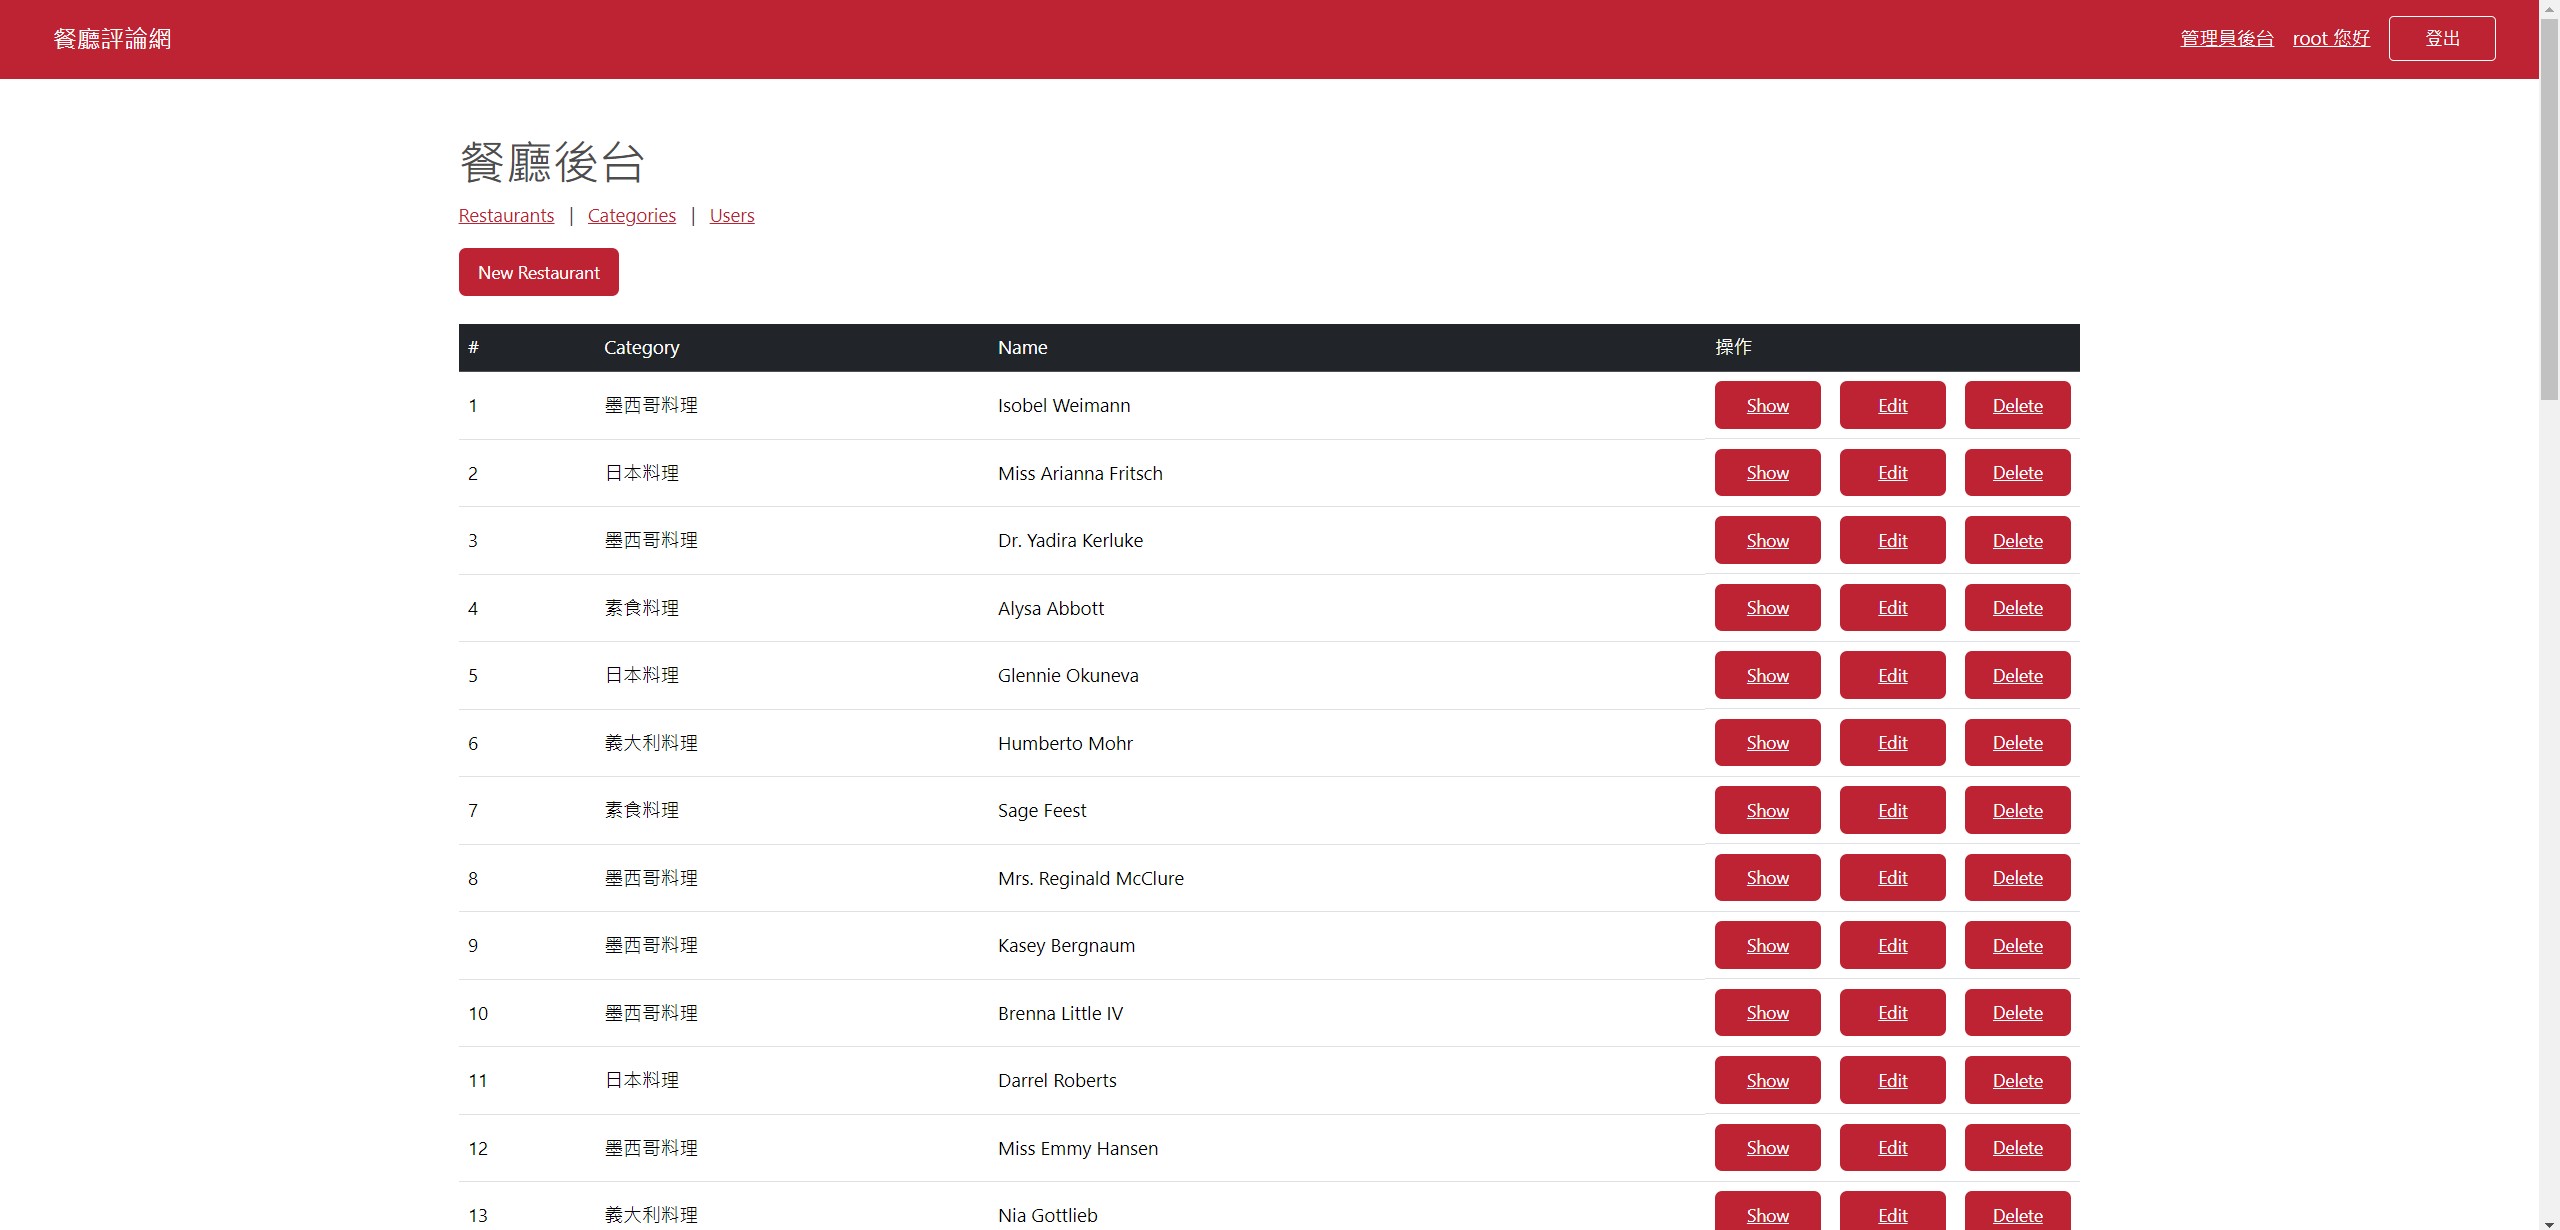 餐廳評論網 管理員後台 root 您好 登出
餐廳後台
Restaurants | Categories | Users
New Restaurant
# Category Name 操作
1 墨西哥料理 Isobel Weimann Show Edit Delete
2 日本料理 Miss Arianna Fritsch Show Edit Delete
3 墨西哥料理 Dr. Yadira Kerluke Show Edit Delete
4 素食料理 Alysa Abbott Show Edit Delete
5 日本料理 Glennie Okuneva Show Edit Delete
6 義大利料理 Humberto Mohr Show Edit Delete
7 素食料理 Sage Feest Show Edit Delete
8 墨西哥料理 Mrs. Reginald McClure Show Edit Delete
9 墨西哥料理 Kasey Bergnaum Show Edit Delete
10 墨西哥料理 Brenna Little IV Show Edit Delete
11 日本料理 Darrel Roberts Show Edit Delete
12 墨西哥料理 Miss Emmy Hansen Show Edit Delete
13 義大利料理 Nia Gottlieb Show Edit Delete